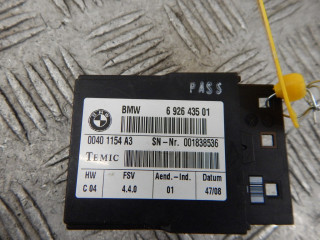 PASS
BMW 6 926 435 01
0040 1154 A3 SN-Nr. 001838536
TEMIC
HW FSV Aend.-Ind. Datum
C 04 4.4.0 01 47/08